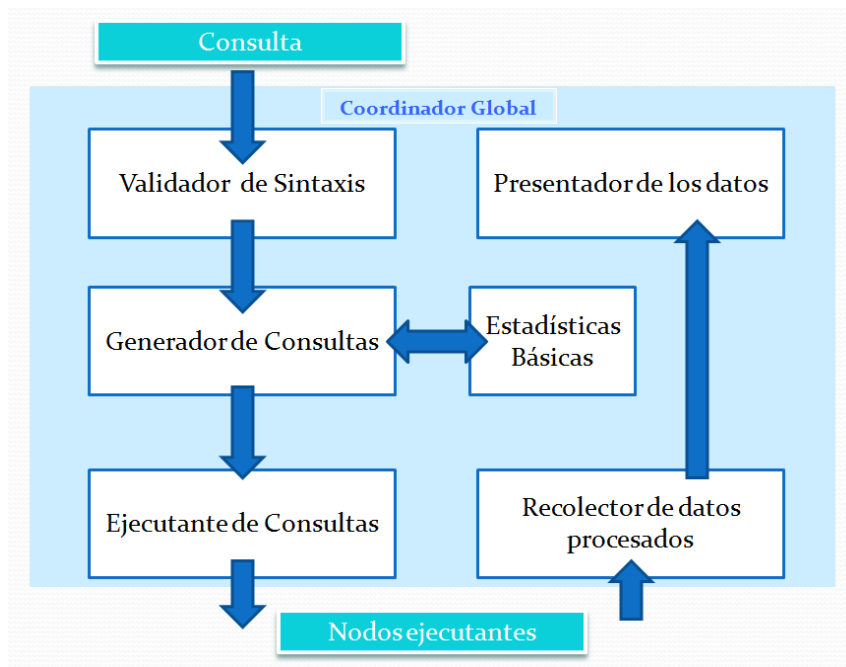 Consulta
Coordinador Global
Validador de Sintaxis
Presentador de los datos
Generador de Consultas
Estadísticas
Básicas
Ejecutante de Consultas
Recolector de datos
procesados
Nodos ejecutantes